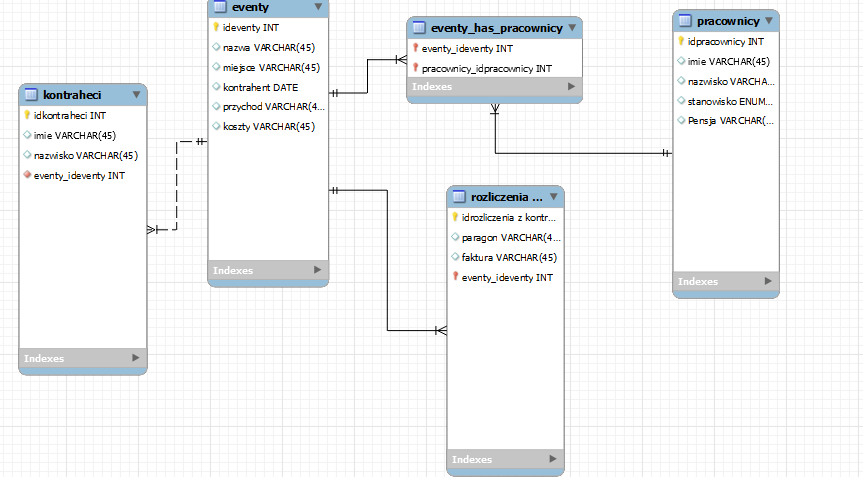 eventy
ideventy INT
nazwa VARCHAR(45)
miejsce VARCHAR(45)
kontrahent DATE
przychod VARCHAR(4...
koszty VARCHAR(45)
Indexes
eventy_has_pracownicy
eventy_ideventy INT
pracownicy_idpracownicy INT
Indexes
pracownicy
idpracownicy INT
imie VARCHAR(45)
nazwisko VARCHA...
stanowisko ENUM...
Pensja VARCHAR(...
Indexes
kontraheci
idkontraheci INT
imie VARCHAR(45)
nazwisko VARCHAR(45)
eventy_ideventy INT
Indexes
rozliczenia ...
idrozliczenia z kontr...
paragon VARCHAR(4...
faktura VARCHAR(45)
eventy_ideventy INT
Indexes